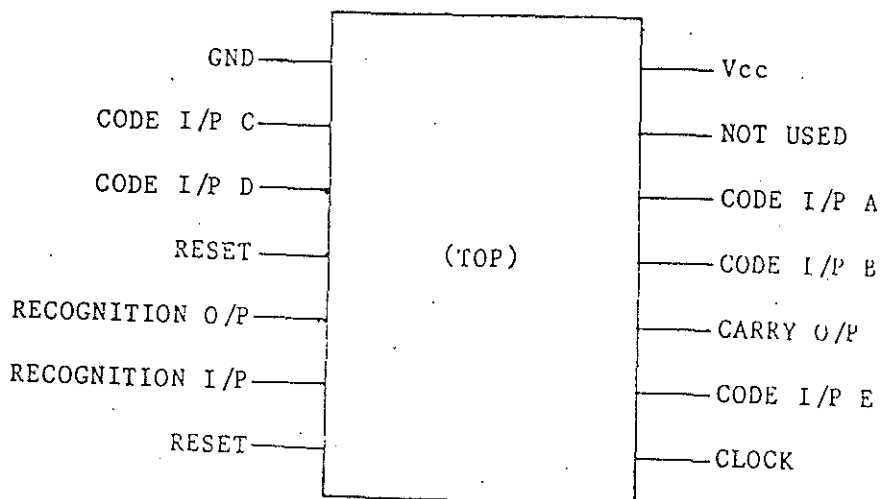 GND
Vcc
CODE I/P C
NOT USED
CODE I/P D
CODE I/P A
RESET
(TOP)
CODE I/P B
RECOGNITION O/P
CARRY O/P
RECOGNITION I/P
CODE I/P E
RESET
CLOCK